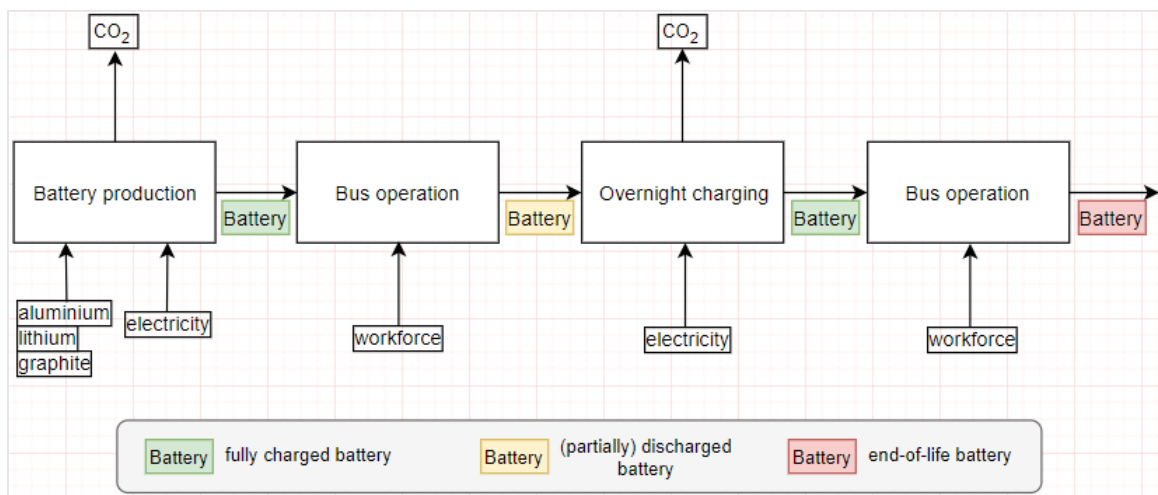 CO₂
CO₂
Battery production
Bus operation
Overnight charging
Bus operation
Battery
Battery
Battery
Battery
aluminium
lithium
graphite
electricity
workforce
electricity
workforce
Battery
fully charged battery
Battery
(partially) discharged
battery
Battery
end-of-life battery